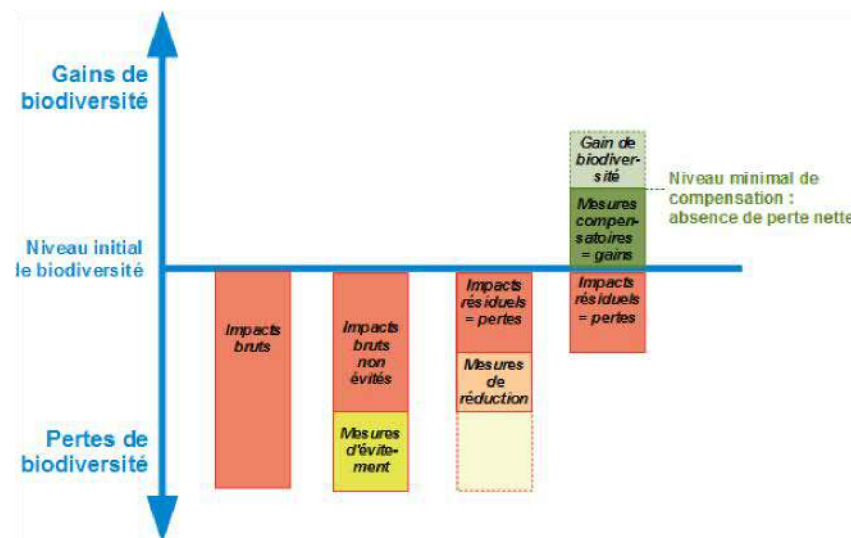 Gains de
biodiversité
Niveau initial
de biodiversité
Pertes de
biodiversité
Impacts
bruts
Impacts
bruts
non
évités
Mesures
d'évite-
ment
Impacts
résiduels
= pertes
Mesures
de
réduction
Gain de
biodiver-
sité
Mesures
compen-
satoires
= gains
Impacts
résiduels
= pertes
Niveau minimal de
compensation :
absence de perte nette